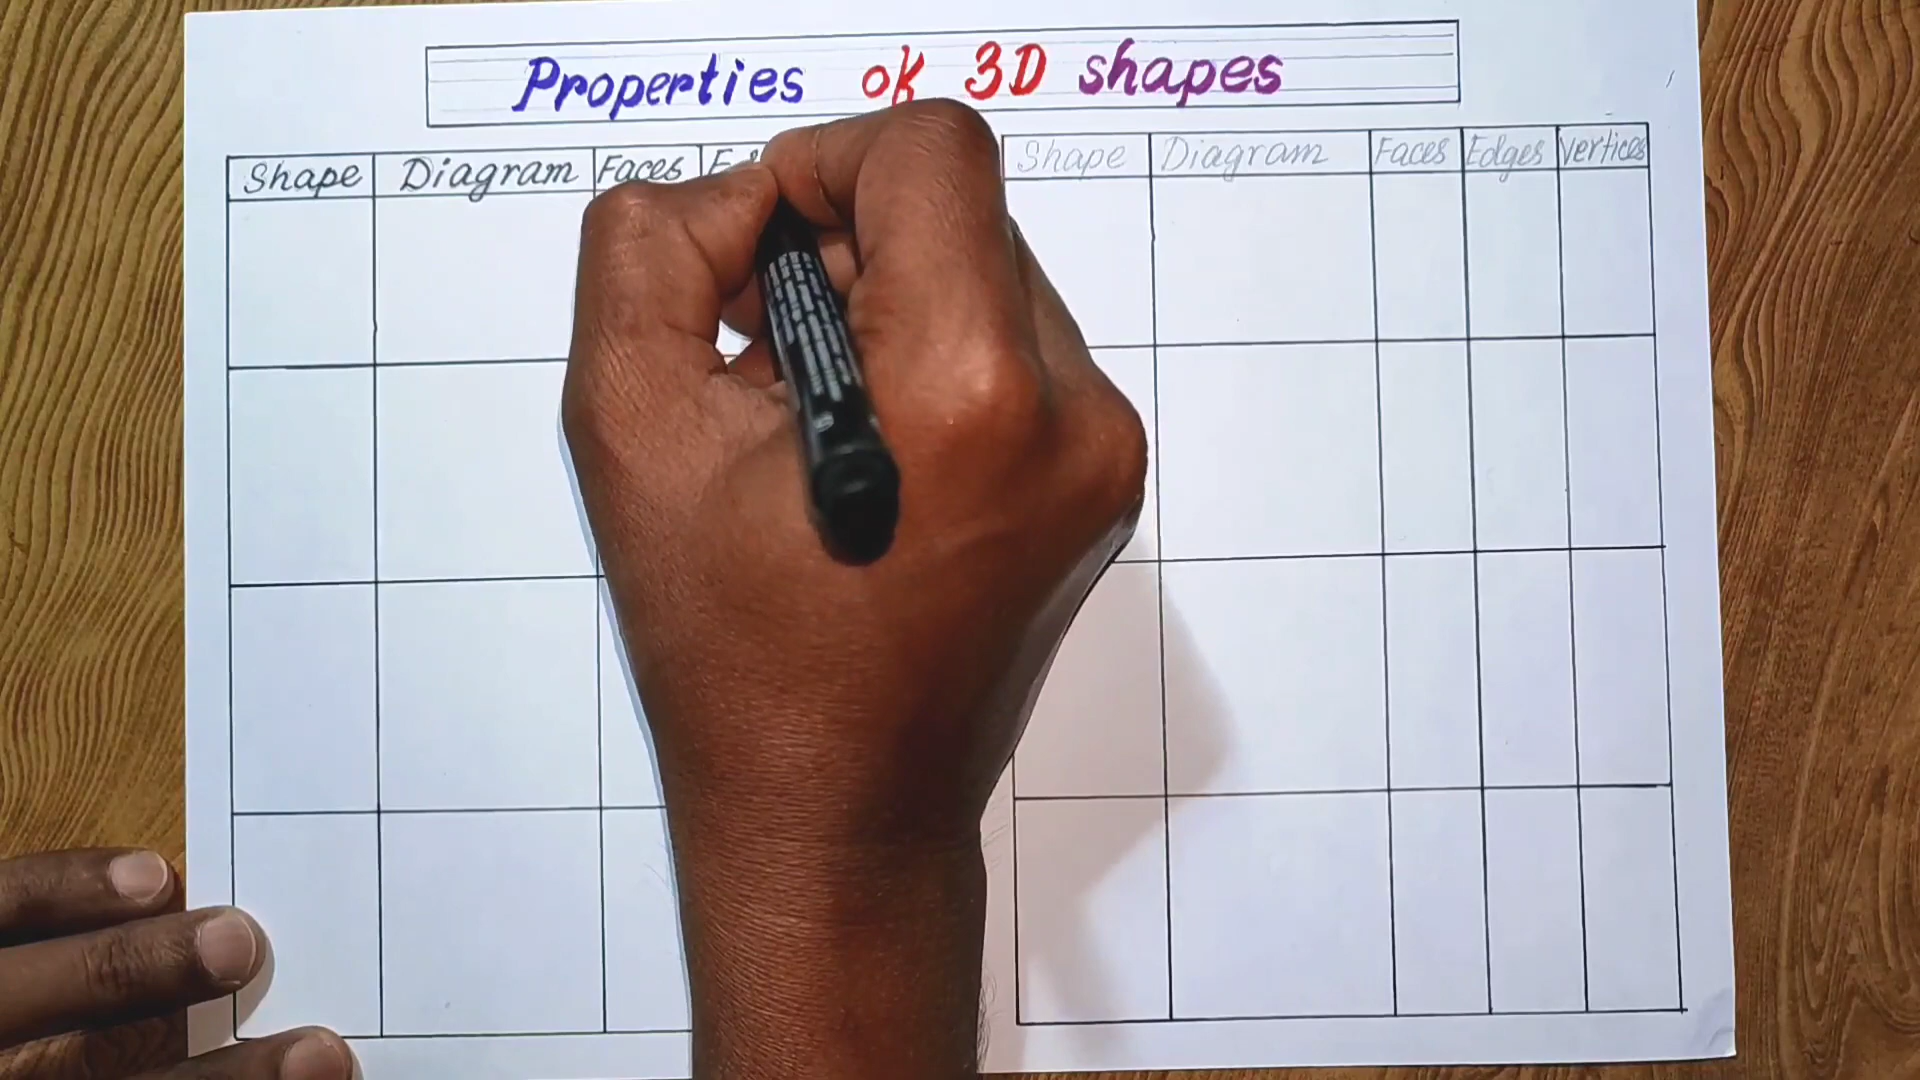 Properties of 3D shapes
Shape Diagram Faces
Shape Diagram Faces Edges Vertices